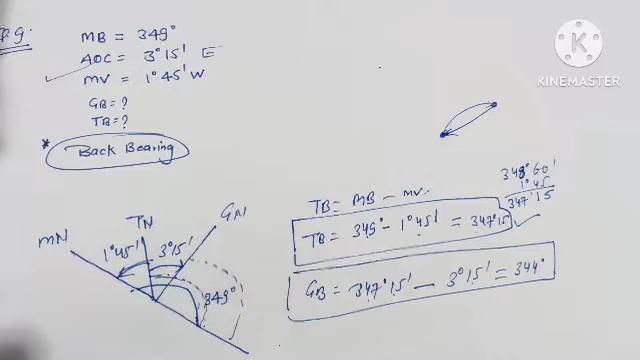 P.9.
MB = 349°
AOC = 3°15' E
MV = 1°45' W
GB = ?
TB = ?
* Back Bearing
KINEMASTER
TB = MB - MV
TB = 349° - 1°45' = 347°15'
348° 60'
1°45
347°15
GB = 347°15' - 3°15' = 344°
MN
TN
GN
1°45'
3°15'
349°